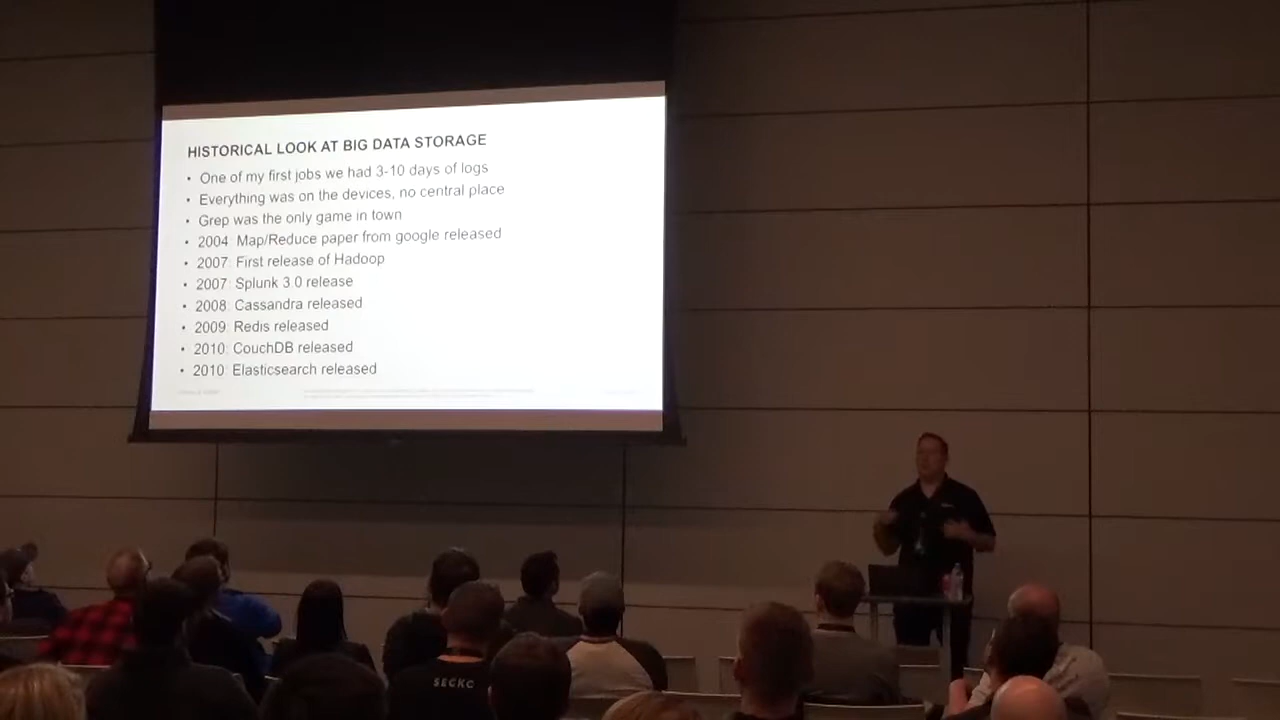 HISTORICAL LOOK AT BIG DATA STORAGE
• One of my first jobs we had 3-10 days of logs
• Everything was on the devices, no central place
• Grep was the only game in town
• 2004: Map/Reduce paper from google released
• 2007: First release of Hadoop
• 2007: Splunk 3.0 release
• 2008: Cassandra released
• 2009: Redis released
• 2010: CouchDB released
• 2010: Elasticsearch released
SECKC